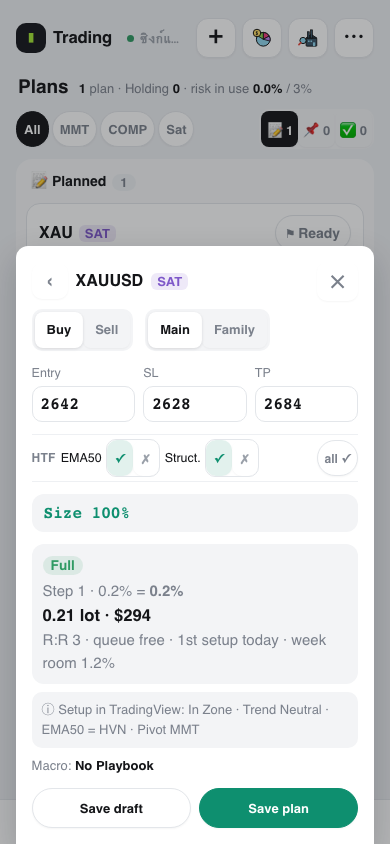 Trading
Plans 1 plan · Holding 0 · risk in use 0.0% / 3%
All MMT COMP Sat 1 0 0
Planned 1
XAU SAT Ready
XAUUSD SAT
Buy Sell Main Family
Entry SL TP
2642 2628 2684
HTF EMA50 ✓ ✗ Struct. ✓ ✗ all ✓
Size 100%
Full
Step 1 · 0.2% = 0.2%
0.21 lot · $294
R:R 3 · queue free · 1st setup today · week
room 1.2%
ⓘ Setup in TradingView: In Zone · Trend Neutral ·
EMA50 = HVN · Pivot MMT
Macro: No Playbook
Save draft Save plan